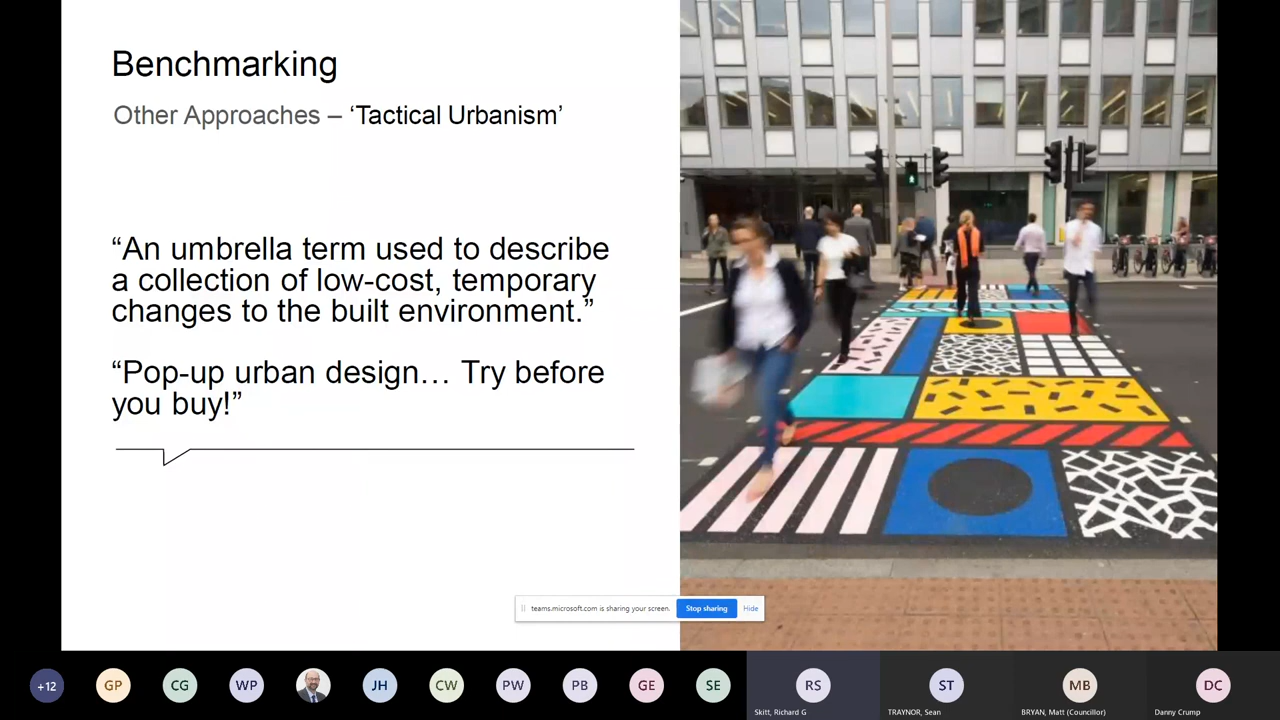 Benchmarking
Other Approaches – ‘Tactical Urbanism’
“An umbrella term used to describe
a collection of low-cost, temporary
changes to the built environment.”
“Pop-up urban design… Try before
you buy!”
teams.microsoft.com is sharing your screen.
Stop sharing
Hide
+12
GP
CG
WP
JH
CW
PW
PB
GE
SE
RS
ST
MB
DC
Skitt, Richard G
TRAYNOR, Sean
BRYAN, Matt (Councillor)
Danny Crump